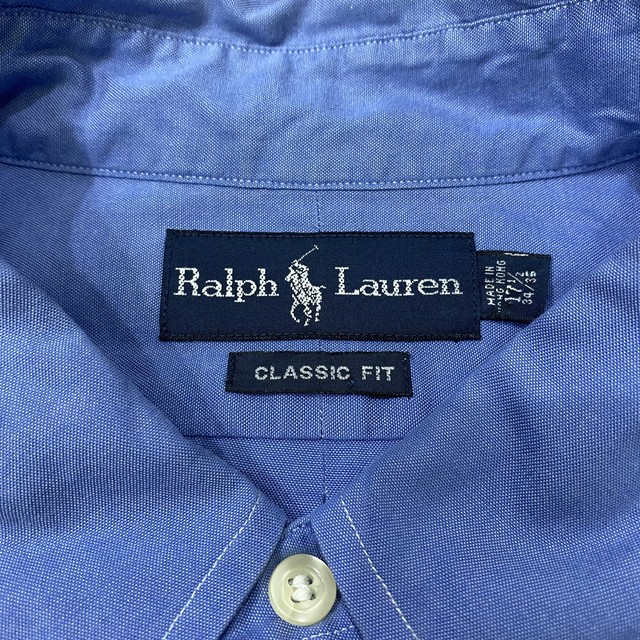 Ralph Lauren
CLASSIC FIT
MADE IN
HONG KONG
17½
34/35